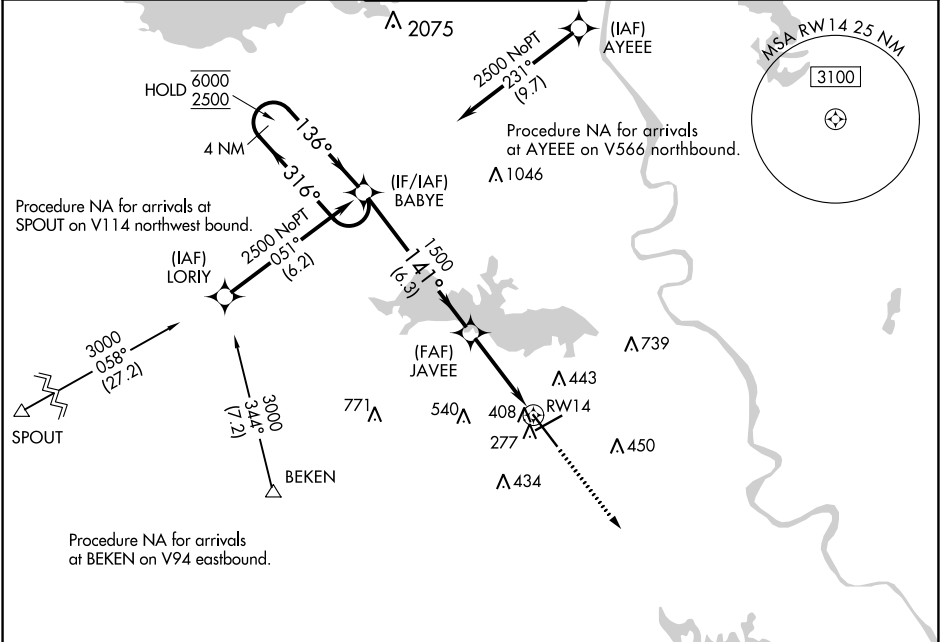 2075
(IAF)
AYEEE
2500 NoPT
231°
(9.7)
MSA RW14 25 NM
3100
HOLD
6000
2500
4 NM
136°
316°
Procedure NA for arrivals
at AYEEE on V566 northbound.
1046
(IF/IAF)
BABYE
Procedure NA for arrivals at
SPOUT on V114 northwest bound.
2500 NoPT
051°
(6.2)
(IAF)
LORIY
1500
141°
(6.3)
3000
058°
(27.2)
SPOUT
(FAF)
JAVEE
739
443
3000
344°
(7.2)
771
540
408
RW14
277
450
434
BEKEN
Procedure NA for arrivals
at BEKEN on V94 eastbound.